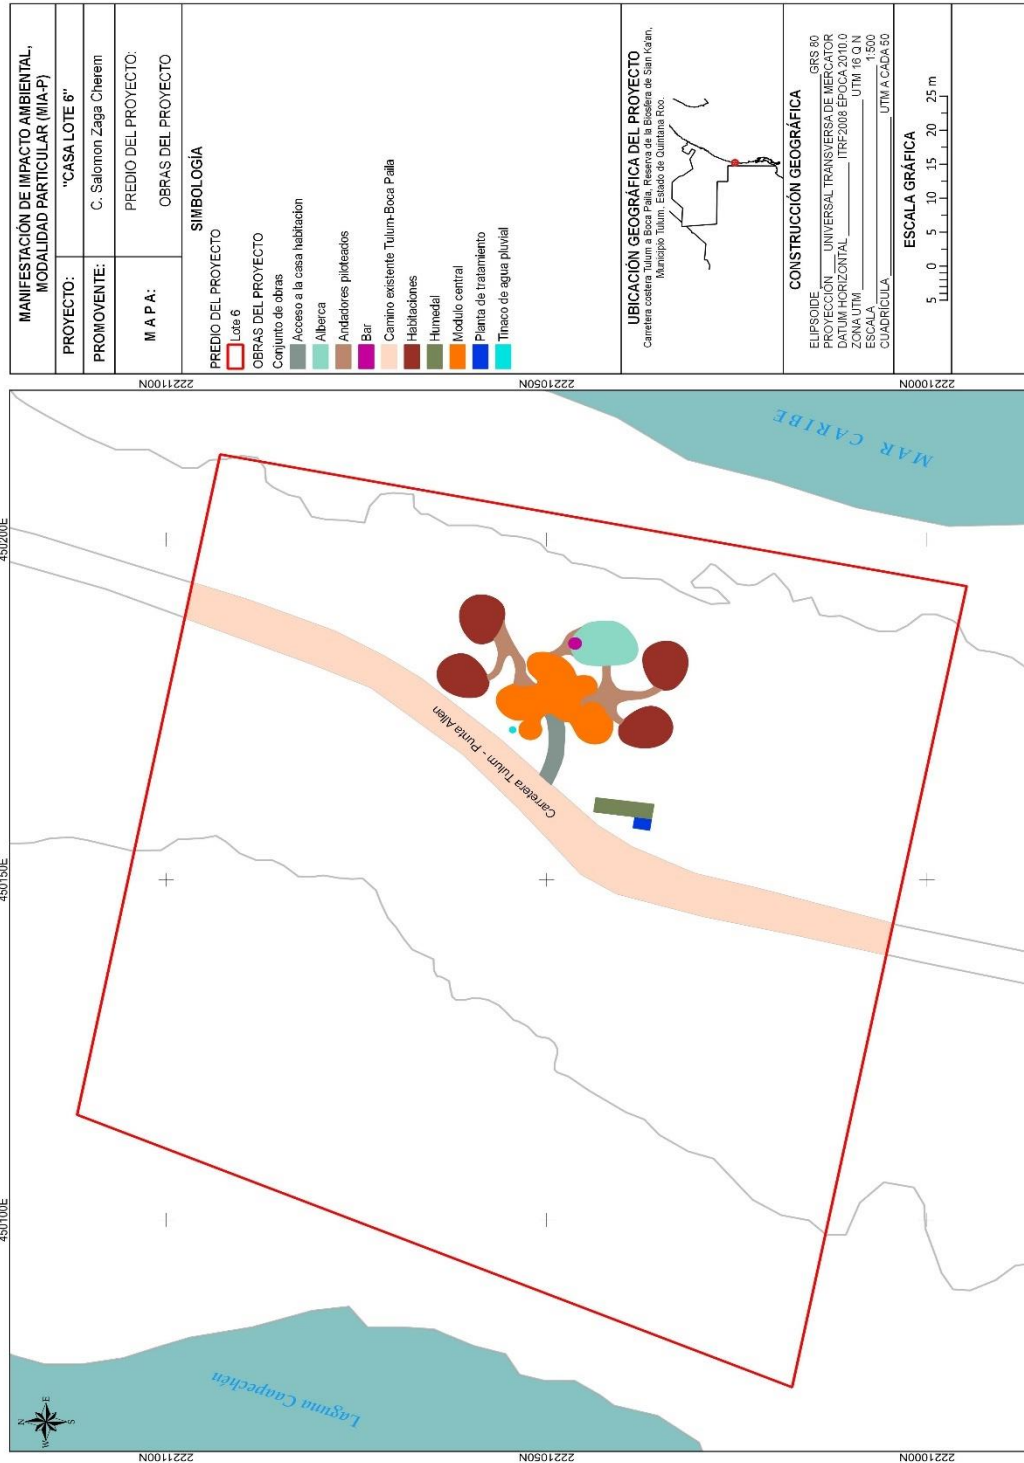 MANIFESTACIÓN DE IMPACTO AMBIENTAL,
MODALIDAD PARTICULAR (MIA-P)
PROYECTO: "CASA LOTE 6"
PROMOVENTE: C. Salomon Zaga Cherem
M A P A:
PREDIO DEL PROYECTO:
OBRAS DEL PROYECTO
SIMBOLOGÍA
PREDIO DEL PROYECTO
Lote 6
OBRAS DEL PROYECTO
Conjunto de obras
Acceso a la casa habitacion
Alberca
Andadores piloteados
Bar
Camino existente Tulum-Boca Paila
Habitaciones
Humedal
Modulo central
Planta de tratamiento
Tinaco de agua pluvial
UBICACIÓN GEOGRÁFICA DEL PROYECTO
Carretera costera Tulum a Boca Paila, Reserva de la Biosfera de Sian Ka'an,
Municipio Tulum, Estado de Quintana Roo.
CONSTRUCCIÓN GEOGRÁFICA
ELIPSOIDE GRS 80
PROYECCIÓN UNIVERSAL TRANSVERSA DE MERCATOR
DATUM HORIZONTAL ITRF2008 ÉPOCA 2010.0
ZONA UTM UTM 16 Q N
ESCALA 1:500
CUADRÍCULA UTM A CADA 50
ESCALA GRÁFICA
5 0 5 10 15 20 25 m
450100E
450150E
450200E
2221100N
2221050N
2221000N
2221100N
2221050N
2221000N
N
E
S
W
Laguna Caapechén
Carretera Tulum - Punta Allen
MAR CARIBE